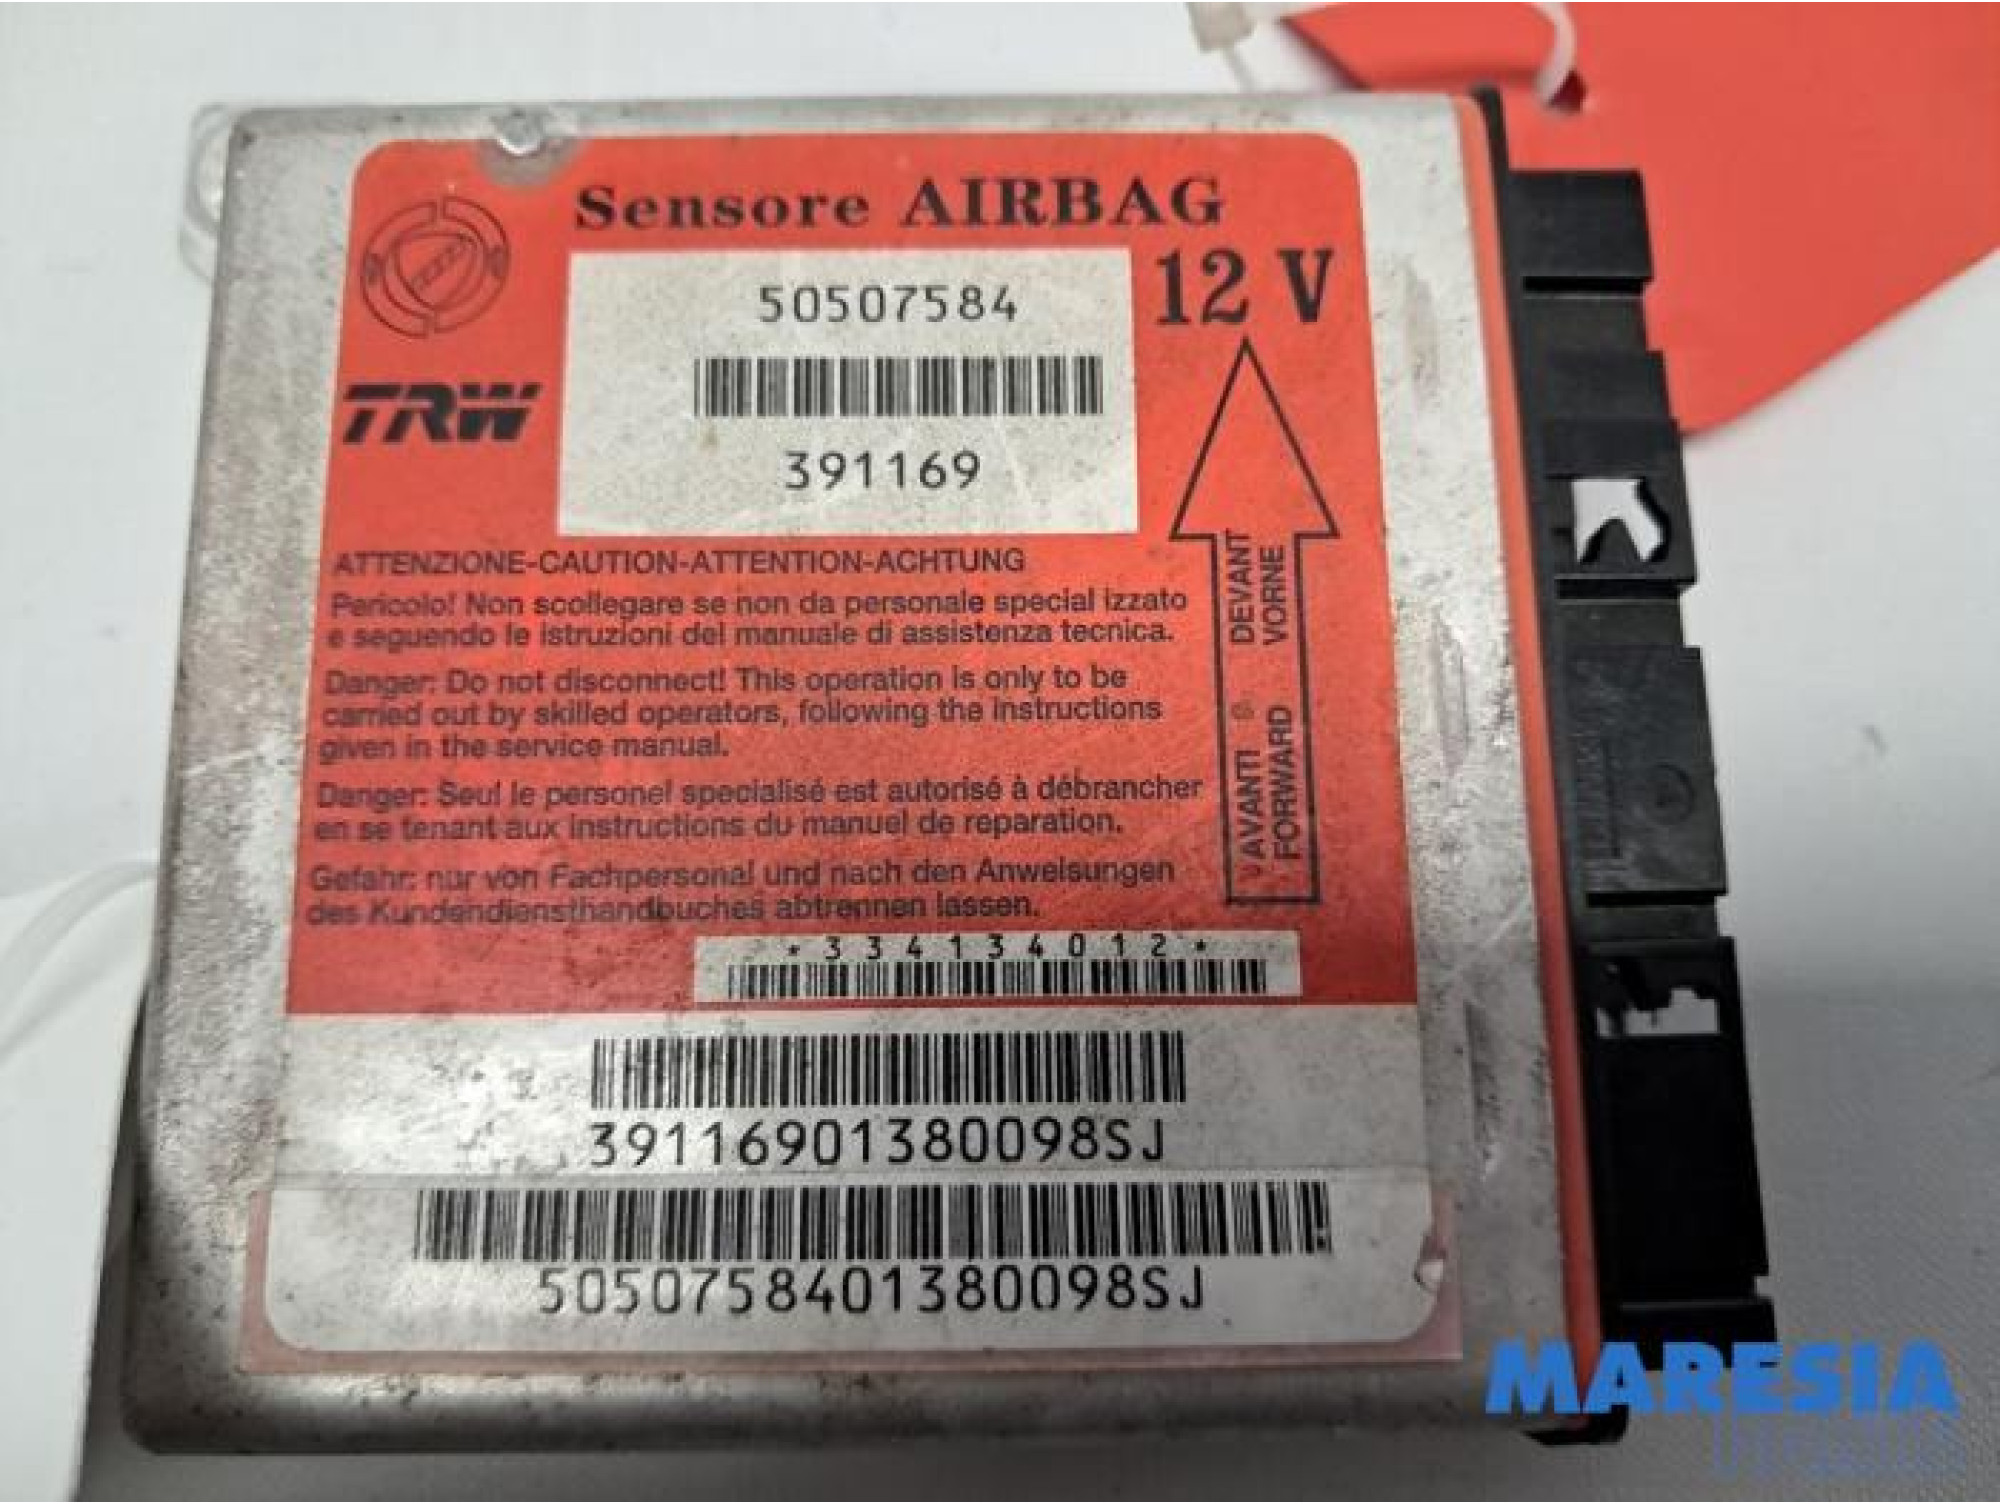 Sensore AIRBAG
12 V
50507584
TRW
391169
ATTENZIONE-CAUTION-ATTENTION-ACHTUNG
Pericolo! Non scollegare se non da personale special izzato
e seguendo le istruzioni del manuale di assistenza tecnica.
Danger: Do not disconnect! This operation is only to be
carried out by skilled operators, following the instructions
given in the service manual.
Danger: Seul le personel specialisé est autorisé à débrancher
en se tenant aux instructions du manuel de reparation.
Gefahr: nur von Fachpersonal und nach den Anweisungen
des Kundendiensthandbuches abtrennen lassen.
AVANTI DEVANT
FORWARD VORNE
*334134012*
39116901380098SJ
5050758401380098SJ
MARESIA